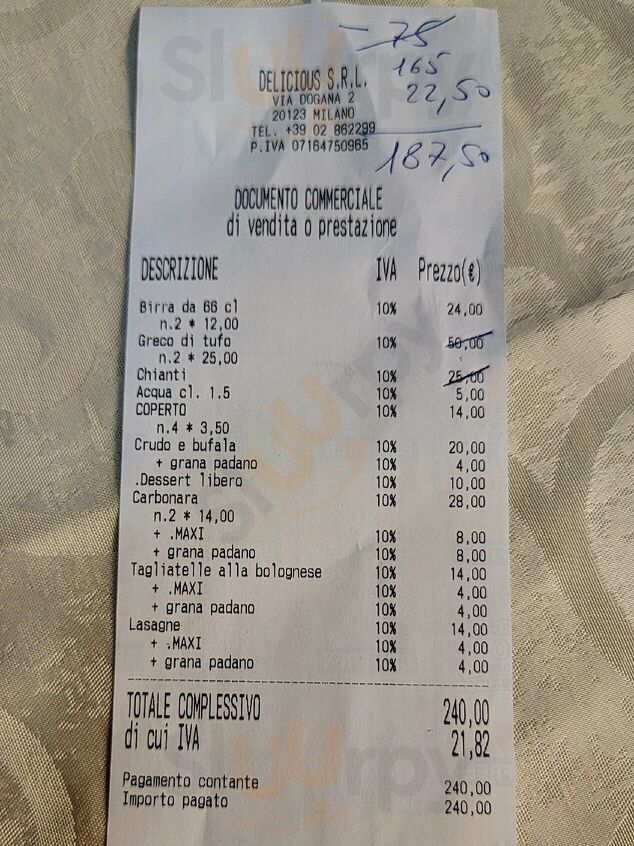 - 75
165
22,50
187,50
DELICIOUS S.R.L.
VIA DOGANA 2
20123 MILANO
TEL. +39 02 862299
P.IVA 07164750965
DOCUMENTO COMMERCIALE
di vendita o prestazione
DESCRIZIONE IVA Prezzo(€)
Birra da 66 cl 10% 24,00
n.2 * 12,00
Greco di tufo 10% 50,00
n.2 * 25,00
Chianti 10% 25,00
Acqua cl. 1.5 10% 5,00
COPERTO 10% 14,00
n.4 * 3,50
Crudo e bufala 10% 20,00
+ grana padano 10% 4,00
.Dessert libero 10% 10,00
Carbonara 10% 28,00
n.2 * 14,00
+ .MAXI 10% 8,00
+ grana padano 10% 8,00
Tagliatelle alla bolognese 10% 14,00
+ .MAXI 10% 4,00
+ grana padano 10% 4,00
Lasagne 10% 14,00
+ .MAXI 10% 4,00
+ grana padano 10% 4,00
TOTALE COMPLESSIVO 240,00
di cui IVA 21,82
Pagamento contante 240,00
Importo pagato 240,00
Sluurpy
Sluurpy
Sluurpy